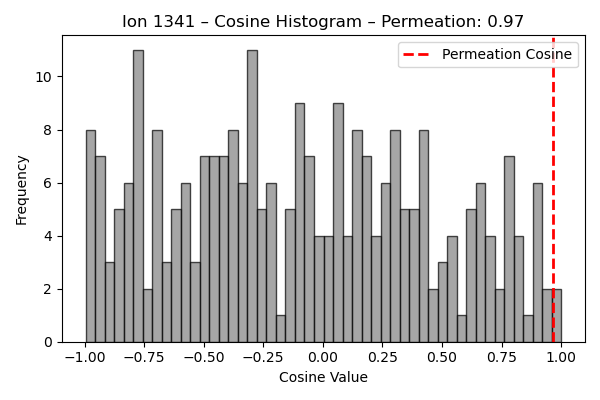 Ion 1341 – Cosine Histogram – Permeation: 0.97
Permeation Cosine
Frequency
10
8
6
4
2
0
−1.00 −0.75 −0.50 −0.25 0.00 0.25 0.50 0.75 1.00
Cosine Value